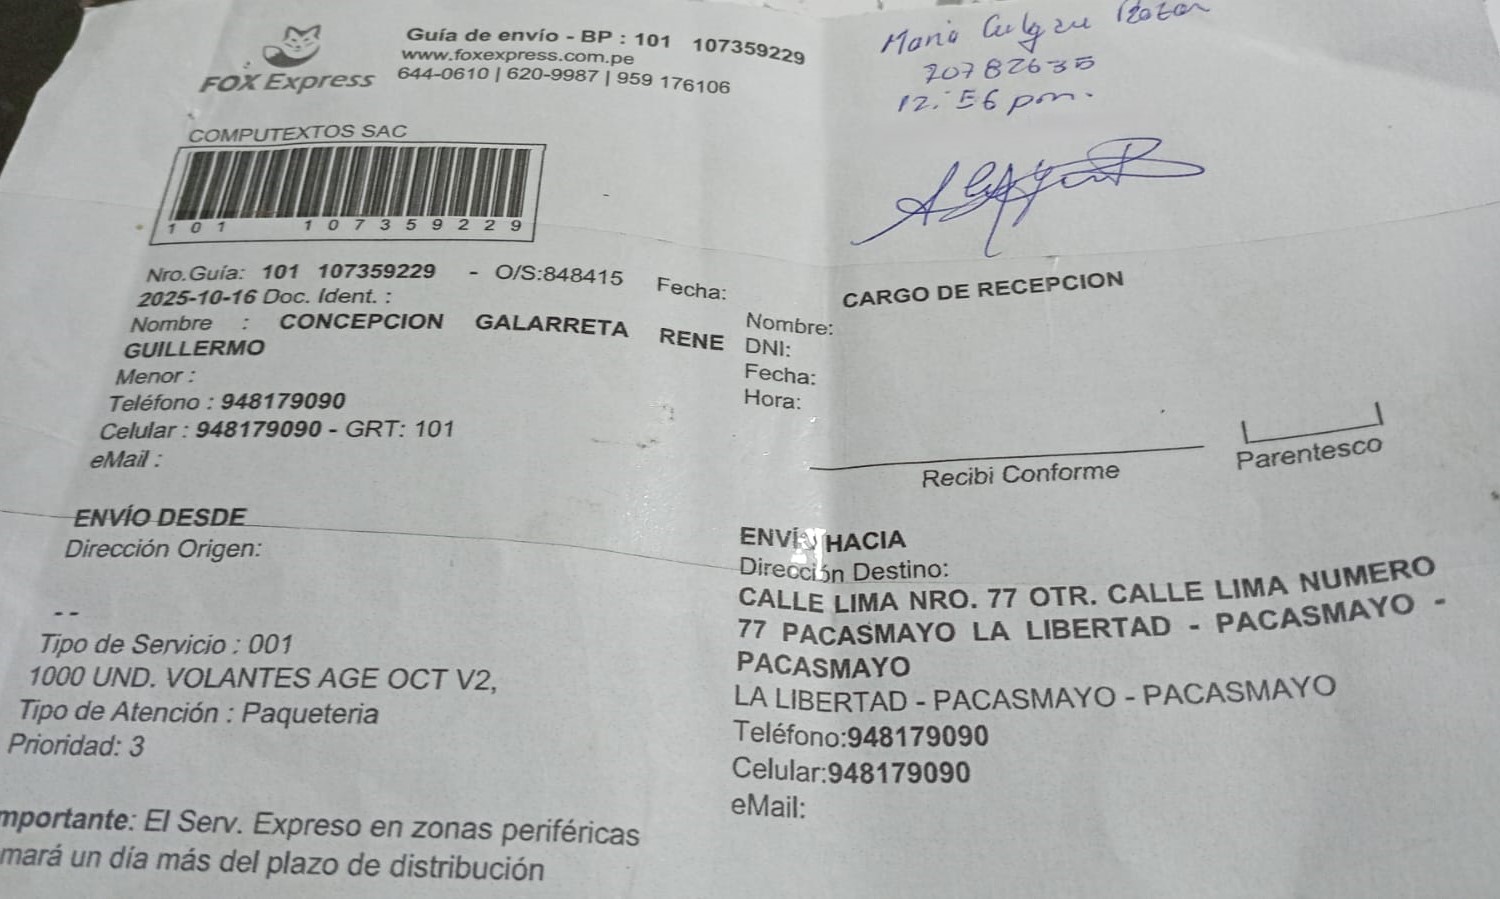 FOX Express
Guía de envío - BP : 101 107359229
www.foxexpress.com.pe
644-0610 | 620-9987 | 959 176106
Maria
12:56 pm.
COMPUTEXTOS SAC
101 107359229
Nro.Guía: 101 107359229 - O/S:848415 Fecha:
2025-10-16 Doc. Ident. :
Nombre : CONCEPCION GALARRETA RENE
GUILLERMO
Menor :
Teléfono : 948179090
Celular : 948179090 - GRT: 101
eMail :
CARGO DE RECEPCION
Nombre:
DNI:
Fecha:
Hora:
Recibi Conforme
Parentesco
ENVÍO DESDE
Dirección Origen:
--
Tipo de Servicio : 001
1000 UND. VOLANTES AGE OCT V2,
Tipo de Atención : Paqueteria
Prioridad: 3
mportante: El Serv. Expreso en zonas periféricas
mará un día más del plazo de distribución
ENVÍO HACIA
Dirección Destino:
CALLE LIMA NRO. 77 OTR. CALLE LIMA NUMERO
77 PACASMAYO LA LIBERTAD - PACASMAYO -
PACASMAYO
LA LIBERTAD - PACASMAYO - PACASMAYO
Teléfono:948179090
Celular:948179090
eMail: